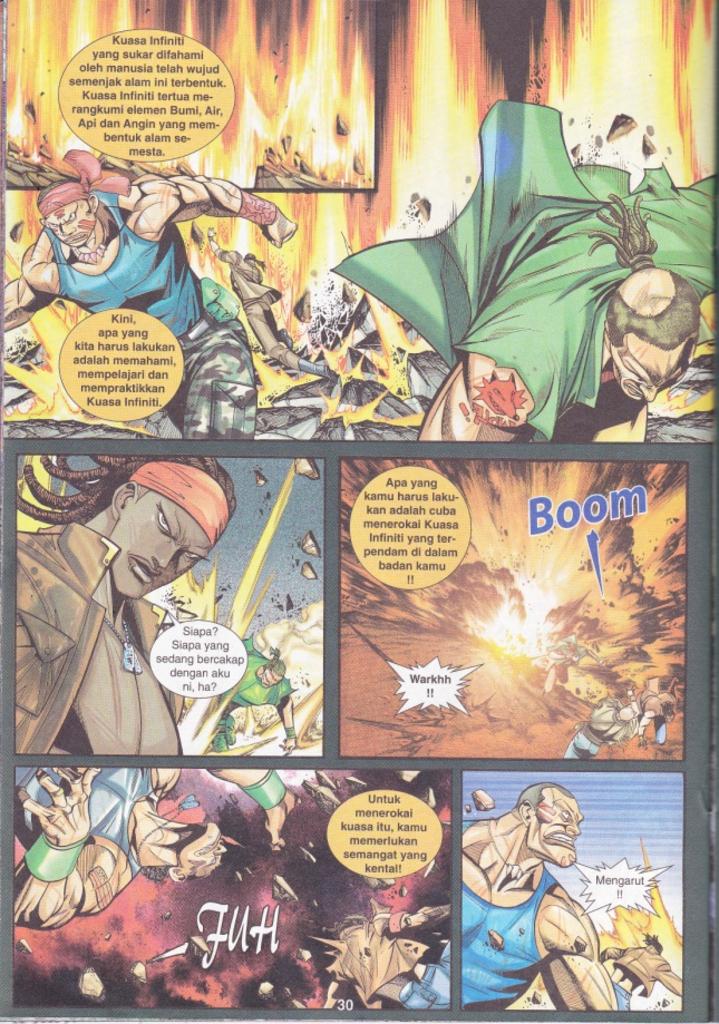 Kuasa Infiniti
yang sukar difahami
oleh manusia telah wujud
semenjak alam ini terbentuk.
Kuasa Infiniti tertua me-
rangkumi elemen Bumi, Air,
Api dan Angin yang mem-
bentuk alam se-
mesta.
Kini,
apa yang
kita harus lakukan
adalah memahami,
mempelajari dan
mempraktikkan
Kuasa Infiniti.
Siapa?
Siapa yang
sedang bercakap
dengan aku
ni, ha?
Apa yang
kamu harus laku-
kan adalah cuba
menerokai Kuasa
Infiniti yang ter-
pendam di dalam
badan kamu
!!
Boom
Warkhh
!!
Untuk
menerokai
kuasa itu, kamu
memerlukan
semangat yang
kental!
FUH
Mengarut
!!
30